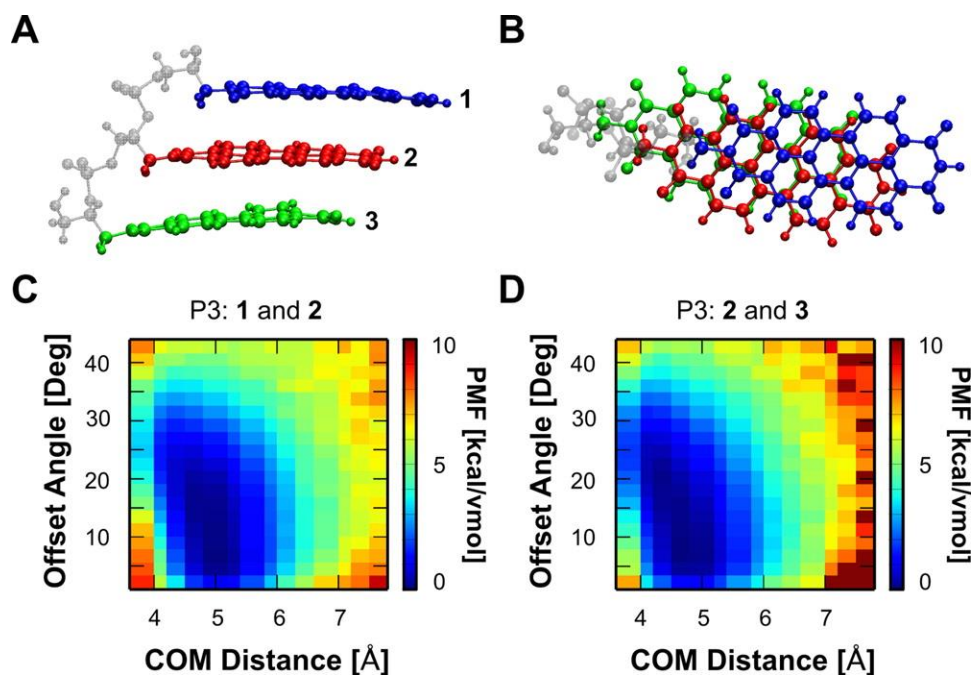 A
B
1
2
3
C
D
P3: 1 and 2
P3: 2 and 3
Offset Angle [Deg]
40
30
20
10
4 5 6 7
COM Distance [Å]
10
5
0
PMF [kcal/vmol]
Offset Angle [Deg]
40
30
20
10
4 5 6 7
COM Distance [Å]
10
5
0
PMF [kcal/vmol]